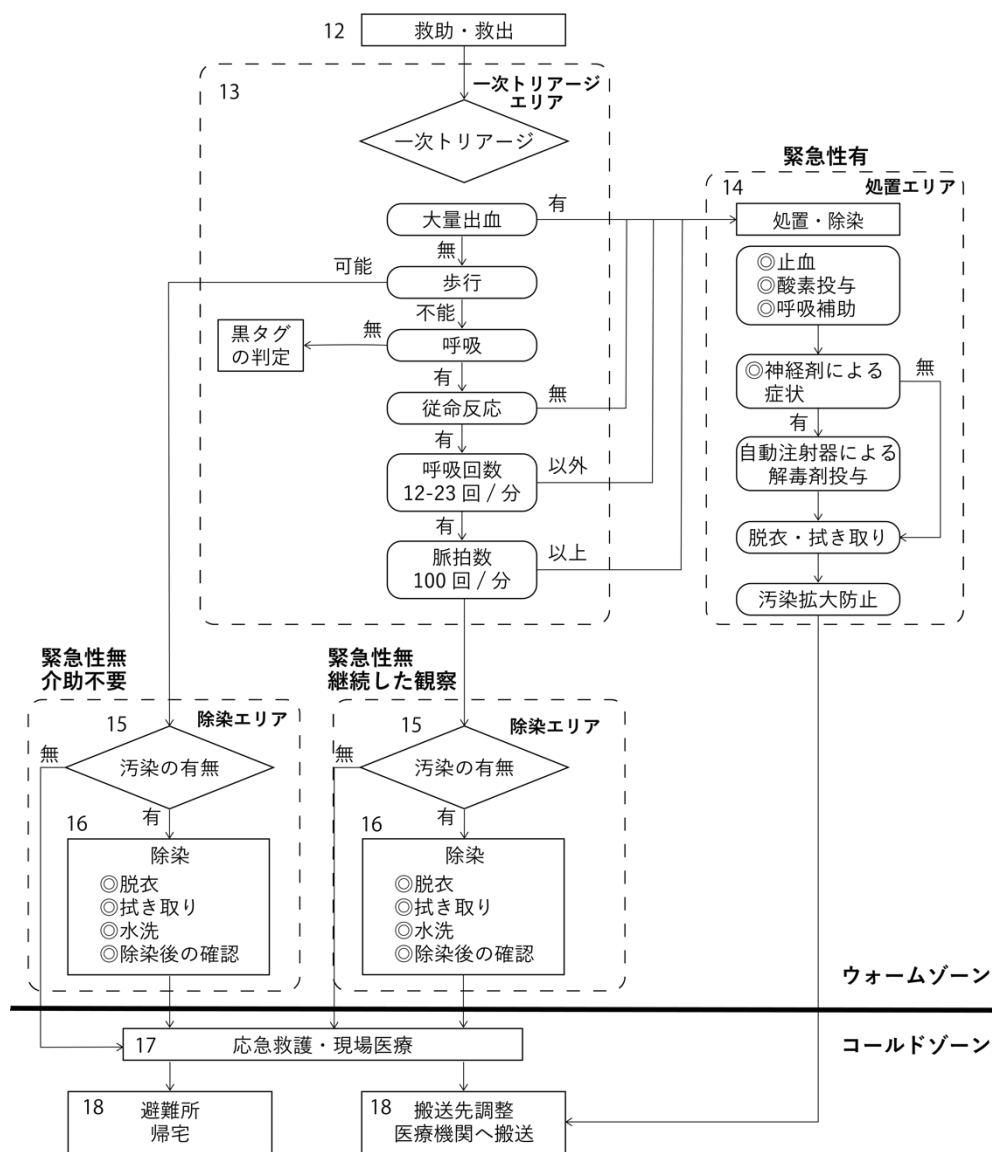 12
救助・救出
13
一次トリアージ
エリア
一次トリアージ
緊急性有
14
処置エリア
大量出血
有
処置・除染
無
◎止血
◎酸素投与
◎呼吸補助
可能
歩行
不能
黒タグ
の判定
無
呼吸
有
◎神経剤による
症状
無
従命反応
無
有
有
自動注射器による
解毒剤投与
呼吸回数
12-23 回 / 分
以外
有
脱衣・拭き取り
脈拍数
100 回 / 分
以上
汚染拡大防止
緊急性無
介助不要
緊急性無
継続した観察
15
除染エリア
無
汚染の有無
有
16
除染
◎脱衣
◎拭き取り
◎水洗
◎除染後の確認
15
除染エリア
無
汚染の有無
有
16
除染
◎脱衣
◎拭き取り
◎水洗
◎除染後の確認
ウォームゾーン
コールドゾーン
17
応急救護・現場医療
18
避難所
帰宅
18
搬送先調整
医療機関へ搬送